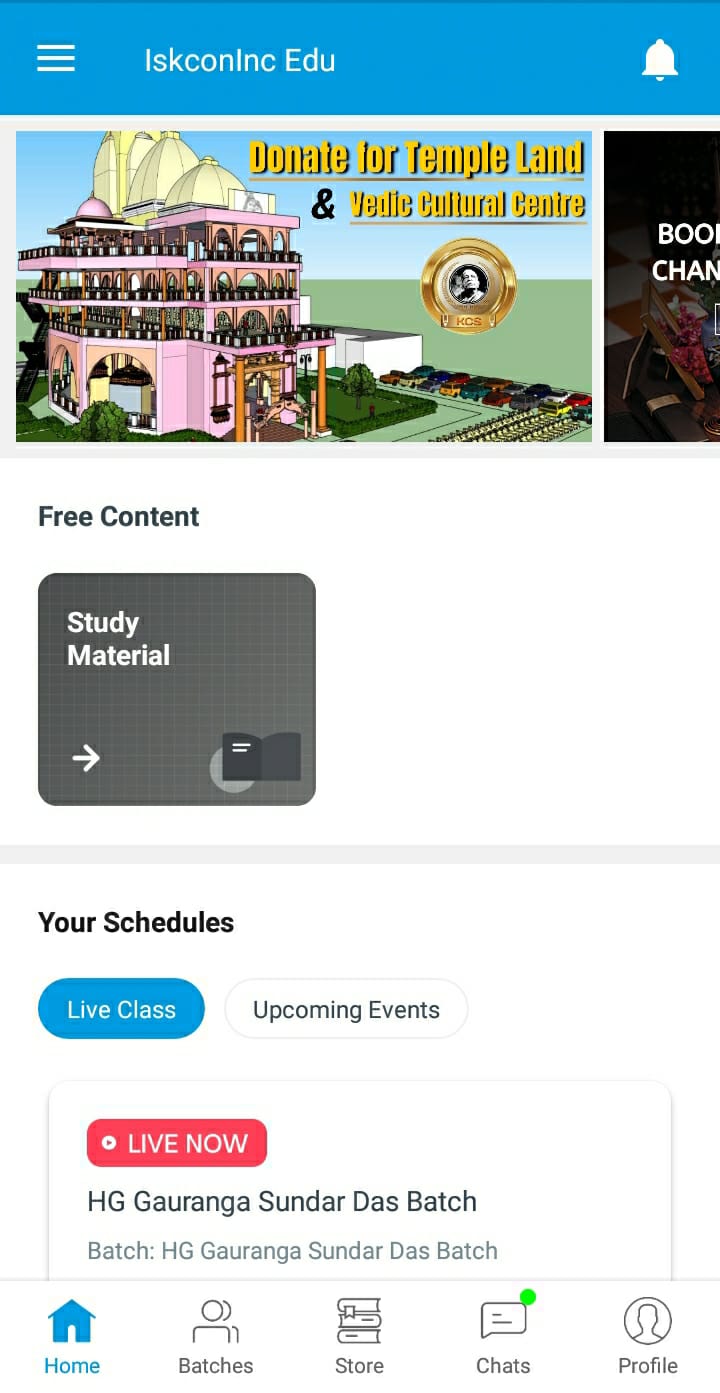 IskconInc Edu
Donate for Temple Land
& Vedic Cultural Centre
KCS
BOO
CHAN
Free Content
Study
Material
Your Schedules
Live Class
Upcoming Events
LIVE NOW
HG Gauranga Sundar Das Batch
Batch: HG Gauranga Sundar Das Batch
Home
Batches
Store
Chats
Profile